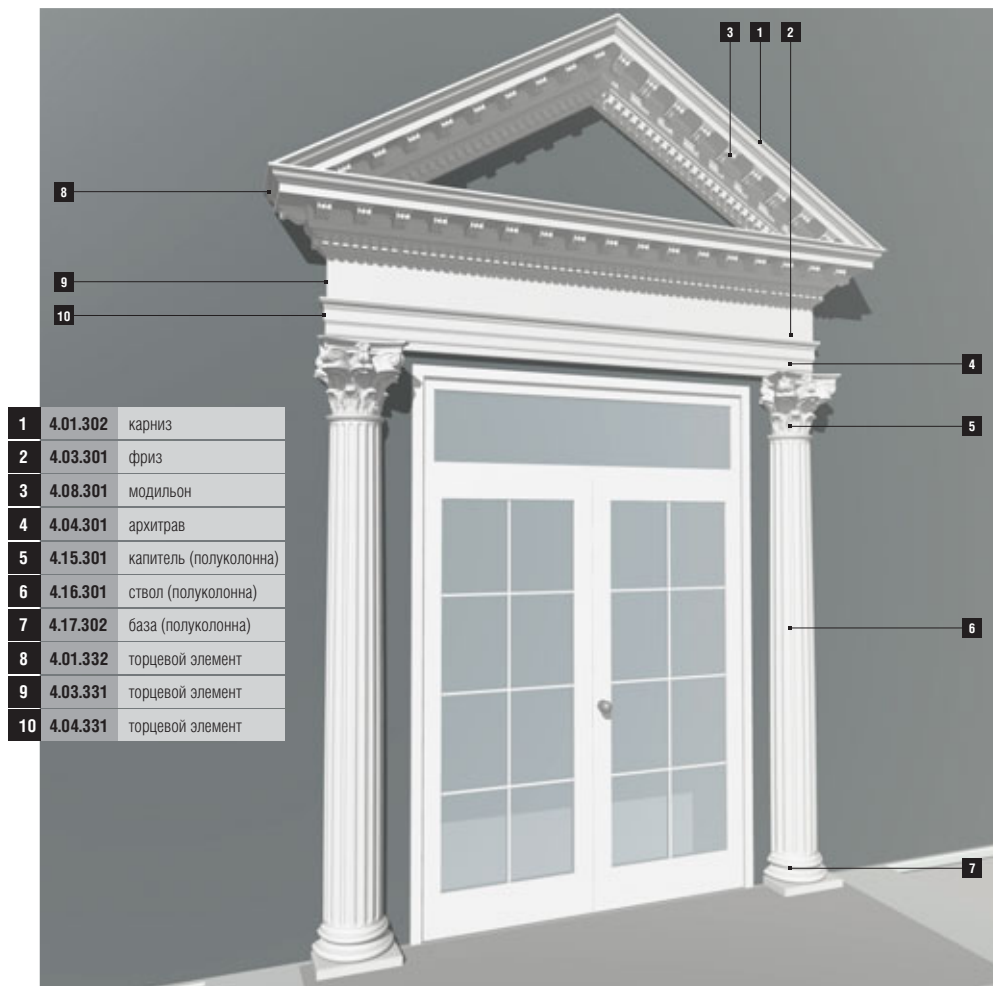 3 1 2
8
9
10
4
5
6
7
1 4.01.302 карниз
2 4.03.301 фриз
3 4.08.301 модильон
4 4.04.301 архитрав
5 4.15.301 капитель (полуколонна)
6 4.16.301 ствол (полуколонна)
7 4.17.302 база (полуколонна)
8 4.01.332 торцевой элемент
9 4.03.331 торцевой элемент
10 4.04.331 торцевой элемент